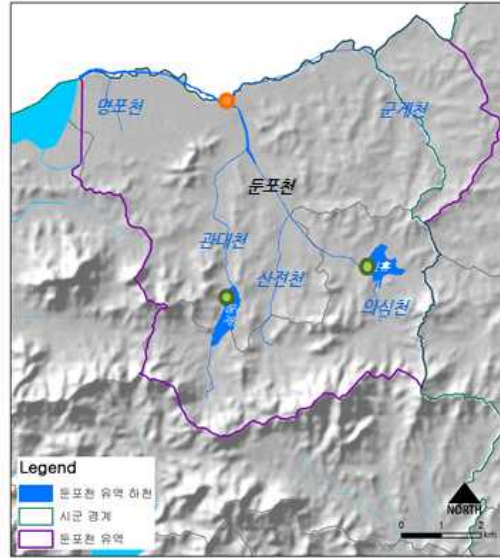 명포천
군계천
둔포천
관대천
산전천
의심천
Legend
둔포천 유역 하천
시군 경계
둔포천 유역
NORTH
0 1 2
km